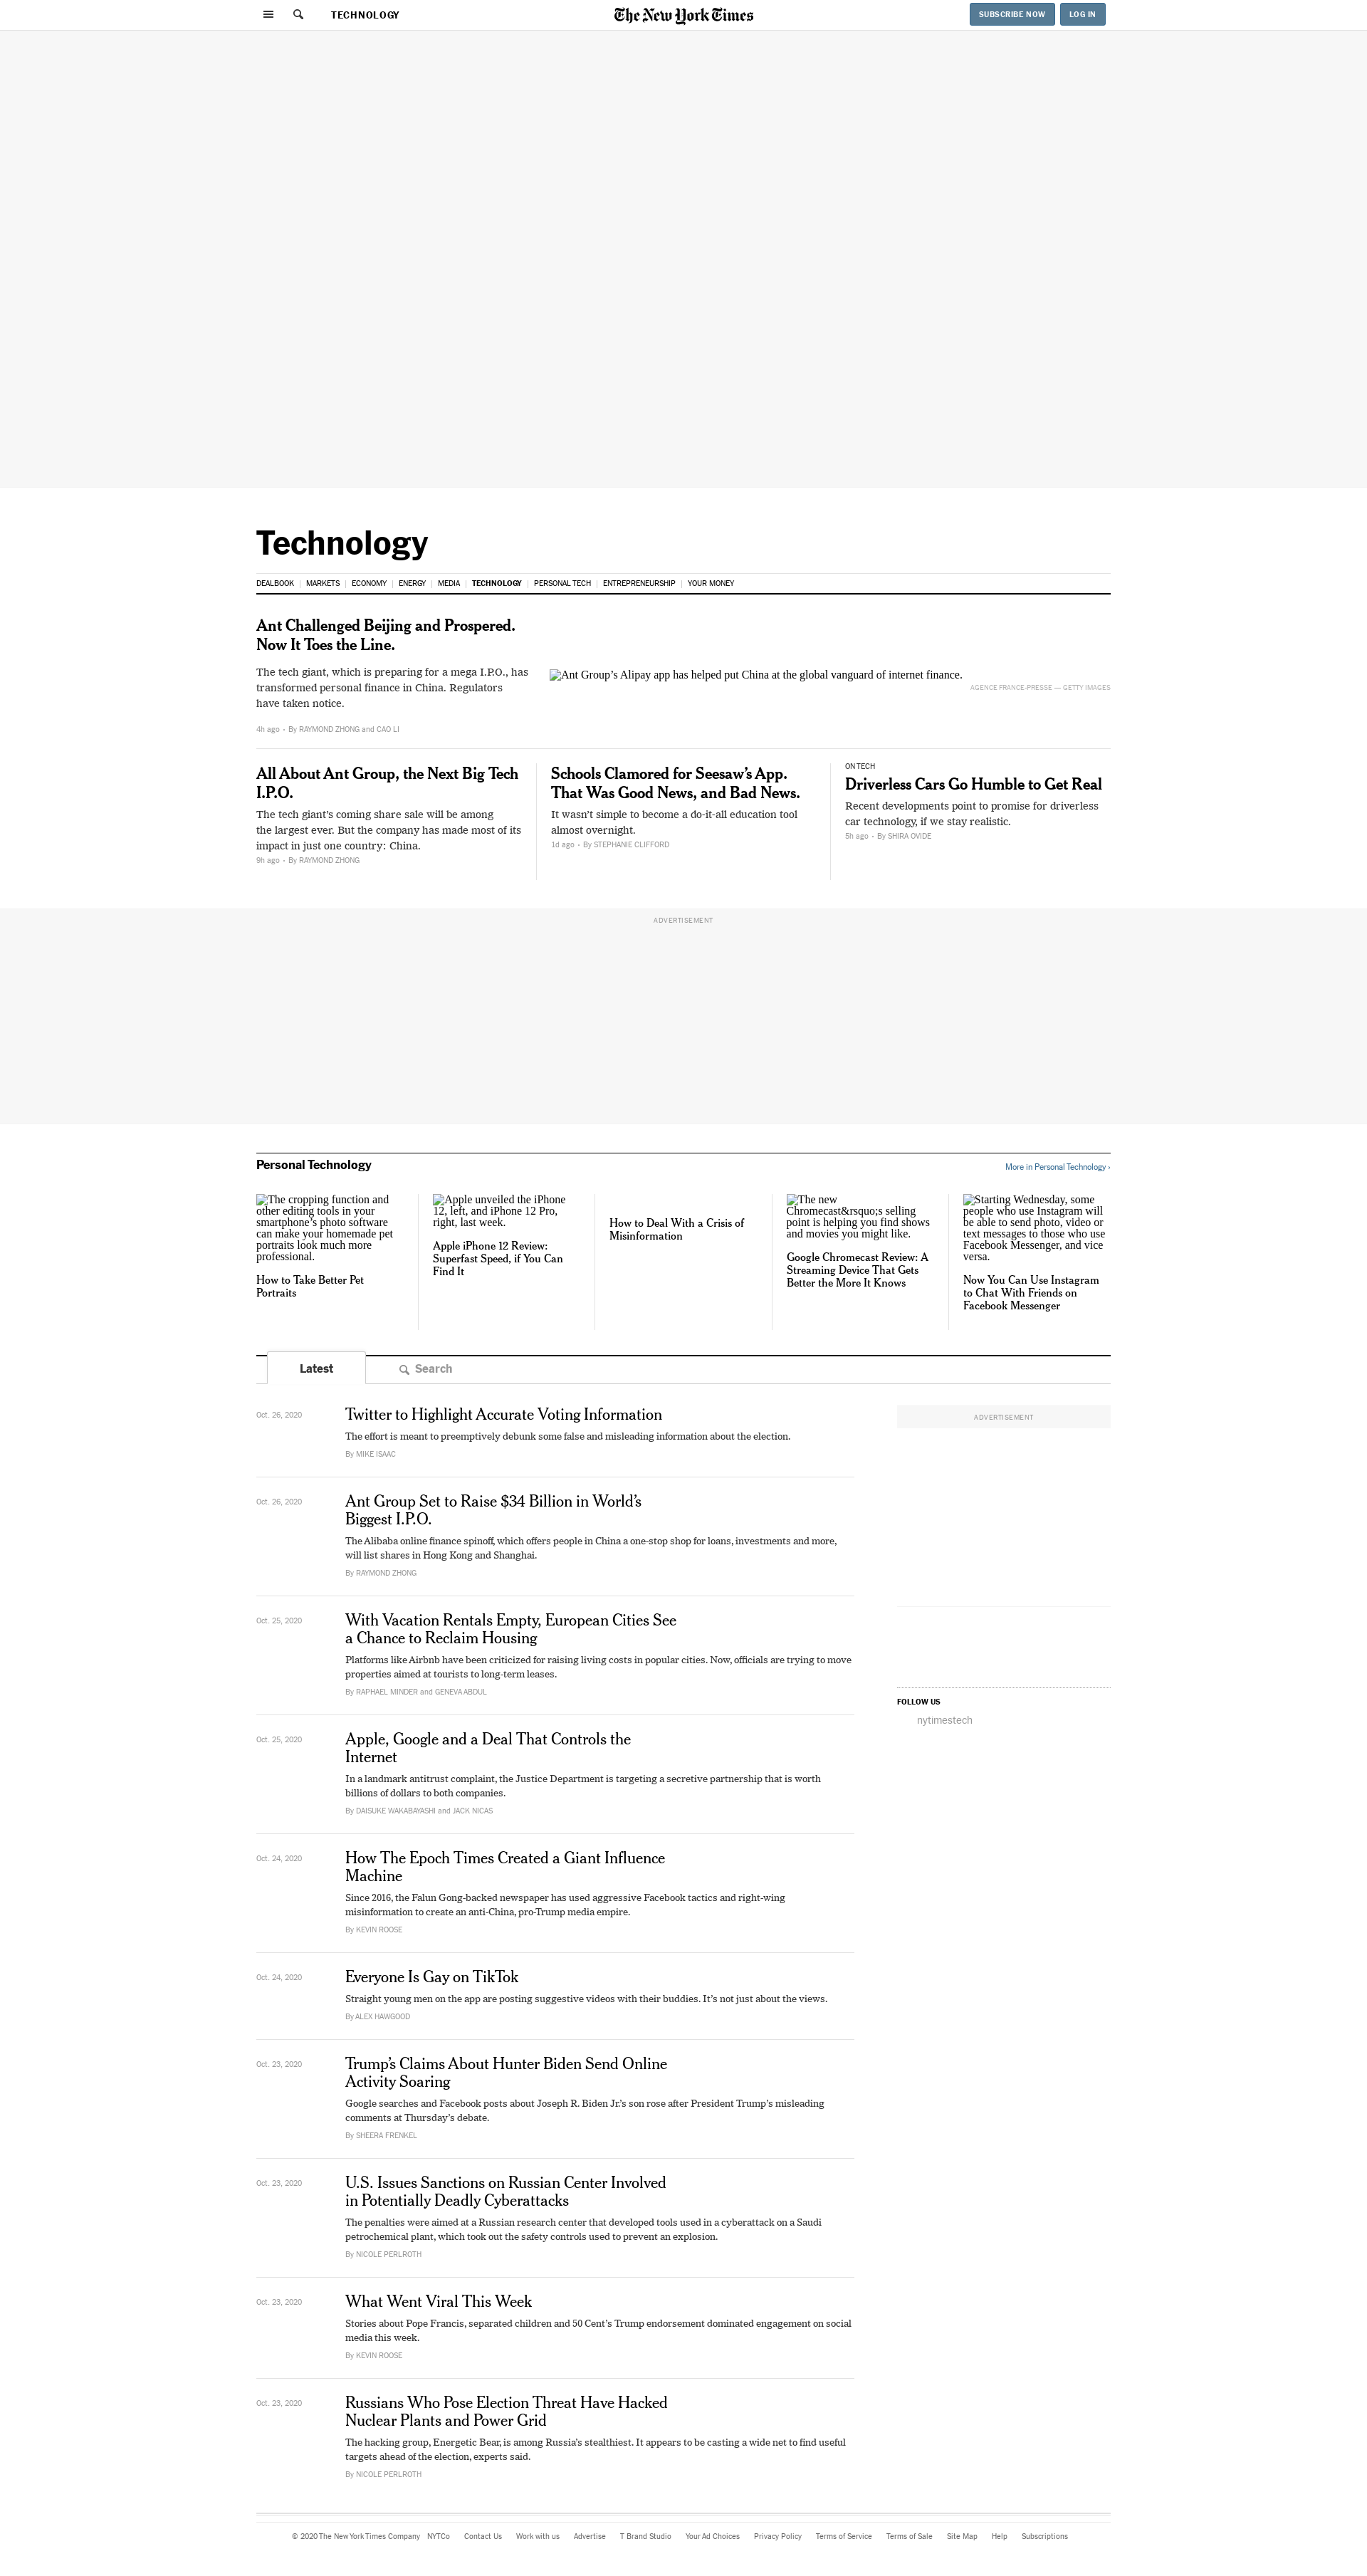 TECHNOLOGY
The New York Times
SUBSCRIBE NOW
LOG IN
Technology
DEALBOOK
MARKETS
ECONOMY
ENERGY
MEDIA
TECHNOLOGY
PERSONAL TECH
ENTREPRENEURSHIP
YOUR MONEY
Ant Challenged Beijing and Prospered.
Now It Toes the Line.
The tech giant, which is preparing for a mega I.P.O., has
transformed personal finance in China. Regulators
have taken notice.
4h ago • By RAYMOND ZHONG and CAO LI
Ant Group’s Alipay app has helped put China at the global vanguard of internet finance.
AGENCE FRANCE-PRESSE — GETTY IMAGES
All About Ant Group, the Next Big Tech
I.P.O.
The tech giant’s coming share sale will be among
the largest ever. But the company has made most of its
impact in just one country: China.
9h ago • By RAYMOND ZHONG
Schools Clamored for Seesaw’s App.
That Was Good News, and Bad News.
It wasn’t simple to become a do-it-all education tool
almost overnight.
1d ago • By STEPHANIE CLIFFORD
ON TECH
Driverless Cars Go Humble to Get Real
Recent developments point to promise for driverless
car technology, if we stay realistic.
5h ago • By SHIRA OVIDE
ADVERTISEMENT
Personal Technology
More in Personal Technology ›
The cropping function and
other editing tools in your
smartphone’s photo software
can make your homemade pet
portraits look much more
professional.
How to Take Better Pet
Portraits
Apple unveiled the iPhone
12, left, and iPhone 12 Pro,
right, last week.
Apple iPhone 12 Review:
Superfast Speed, if You Can
Find It
How to Deal With a Crisis of
Misinformation
The new
Chromecast&rsquo;s selling
point is helping you find shows
and movies you might like.
Google Chromecast Review: A
Streaming Device That Gets
Better the More It Knows
Starting Wednesday, some
people who use Instagram will
be able to send photo, video or
text messages to those who use
Facebook Messenger, and vice
versa.
Now You Can Use Instagram
to Chat With Friends on
Facebook Messenger
Latest
Search
Oct. 26, 2020
Twitter to Highlight Accurate Voting Information
The effort is meant to preemptively debunk some false and misleading information about the election.
By MIKE ISAAC
Oct. 26, 2020
Ant Group Set to Raise $34 Billion in World’s
Biggest I.P.O.
The Alibaba online finance spinoff, which offers people in China a one-stop shop for loans, investments and more,
will list shares in Hong Kong and Shanghai.
By RAYMOND ZHONG
Oct. 25, 2020
With Vacation Rentals Empty, European Cities See
a Chance to Reclaim Housing
Platforms like Airbnb have been criticized for raising living costs in popular cities. Now, officials are trying to move
properties aimed at tourists to long-term leases.
By RAPHAEL MINDER and GENEVA ABDUL
Oct. 25, 2020
Apple, Google and a Deal That Controls the
Internet
In a landmark antitrust complaint, the Justice Department is targeting a secretive partnership that is worth
billions of dollars to both companies.
By DAISUKE WAKABAYASHI and JACK NICAS
Oct. 24, 2020
How The Epoch Times Created a Giant Influence
Machine
Since 2016, the Falun Gong-backed newspaper has used aggressive Facebook tactics and right-wing
misinformation to create an anti-China, pro-Trump media empire.
By KEVIN ROOSE
Oct. 24, 2020
Everyone Is Gay on TikTok
Straight young men on the app are posting suggestive videos with their buddies. It’s not just about the views.
By ALEX HAWGOOD
Oct. 23, 2020
Trump’s Claims About Hunter Biden Send Online
Activity Soaring
Google searches and Facebook posts about Joseph R. Biden Jr.’s son rose after President Trump’s misleading
comments at Thursday’s debate.
By SHEERA FRENKEL
Oct. 23, 2020
U.S. Issues Sanctions on Russian Center Involved
in Potentially Deadly Cyberattacks
The penalties were aimed at a Russian research center that developed tools used in a cyberattack on a Saudi
petrochemical plant, which took out the safety controls used to prevent an explosion.
By NICOLE PERLROTH
Oct. 23, 2020
What Went Viral This Week
Stories about Pope Francis, separated children and 50 Cent’s Trump endorsement dominated engagement on social
media this week.
By KEVIN ROOSE
Oct. 23, 2020
Russians Who Pose Election Threat Have Hacked
Nuclear Plants and Power Grid
The hacking group, Energetic Bear, is among Russia’s stealthiest. It appears to be casting a wide net to find useful
targets ahead of the election, experts said.
By NICOLE PERLROTH
ADVERTISEMENT
FOLLOW US
nytimestech
© 2020 The New York Times Company
NYTCo
Contact Us
Work with us
Advertise
T Brand Studio
Your Ad Choices
Privacy Policy
Terms of Service
Terms of Sale
Site Map
Help
Subscriptions